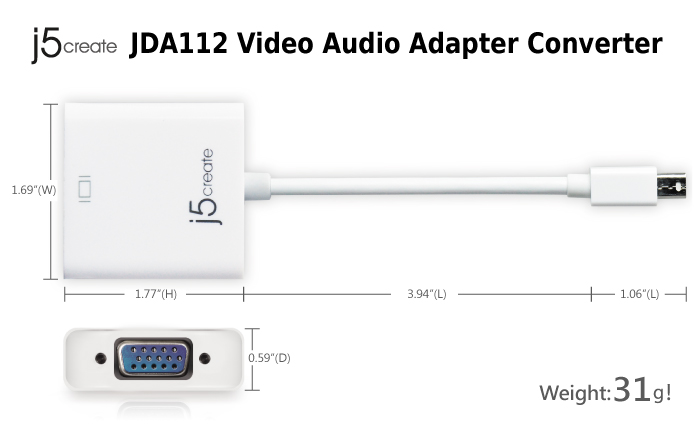 j5create JDA112 Video Audio Adapter Converter
1.69"(W)
j5create
1.77"(H)
3.94"(L)
1.06"(L)
0.59"(D)
Weight:31g!